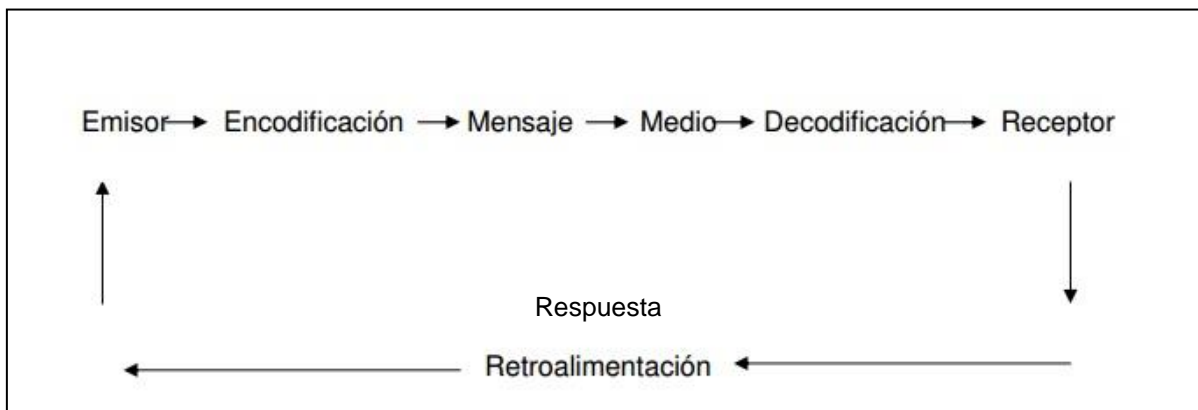 Emisor Encodificación Mensaje Medio Decodificación Receptor
Respuesta
Retroalimentación